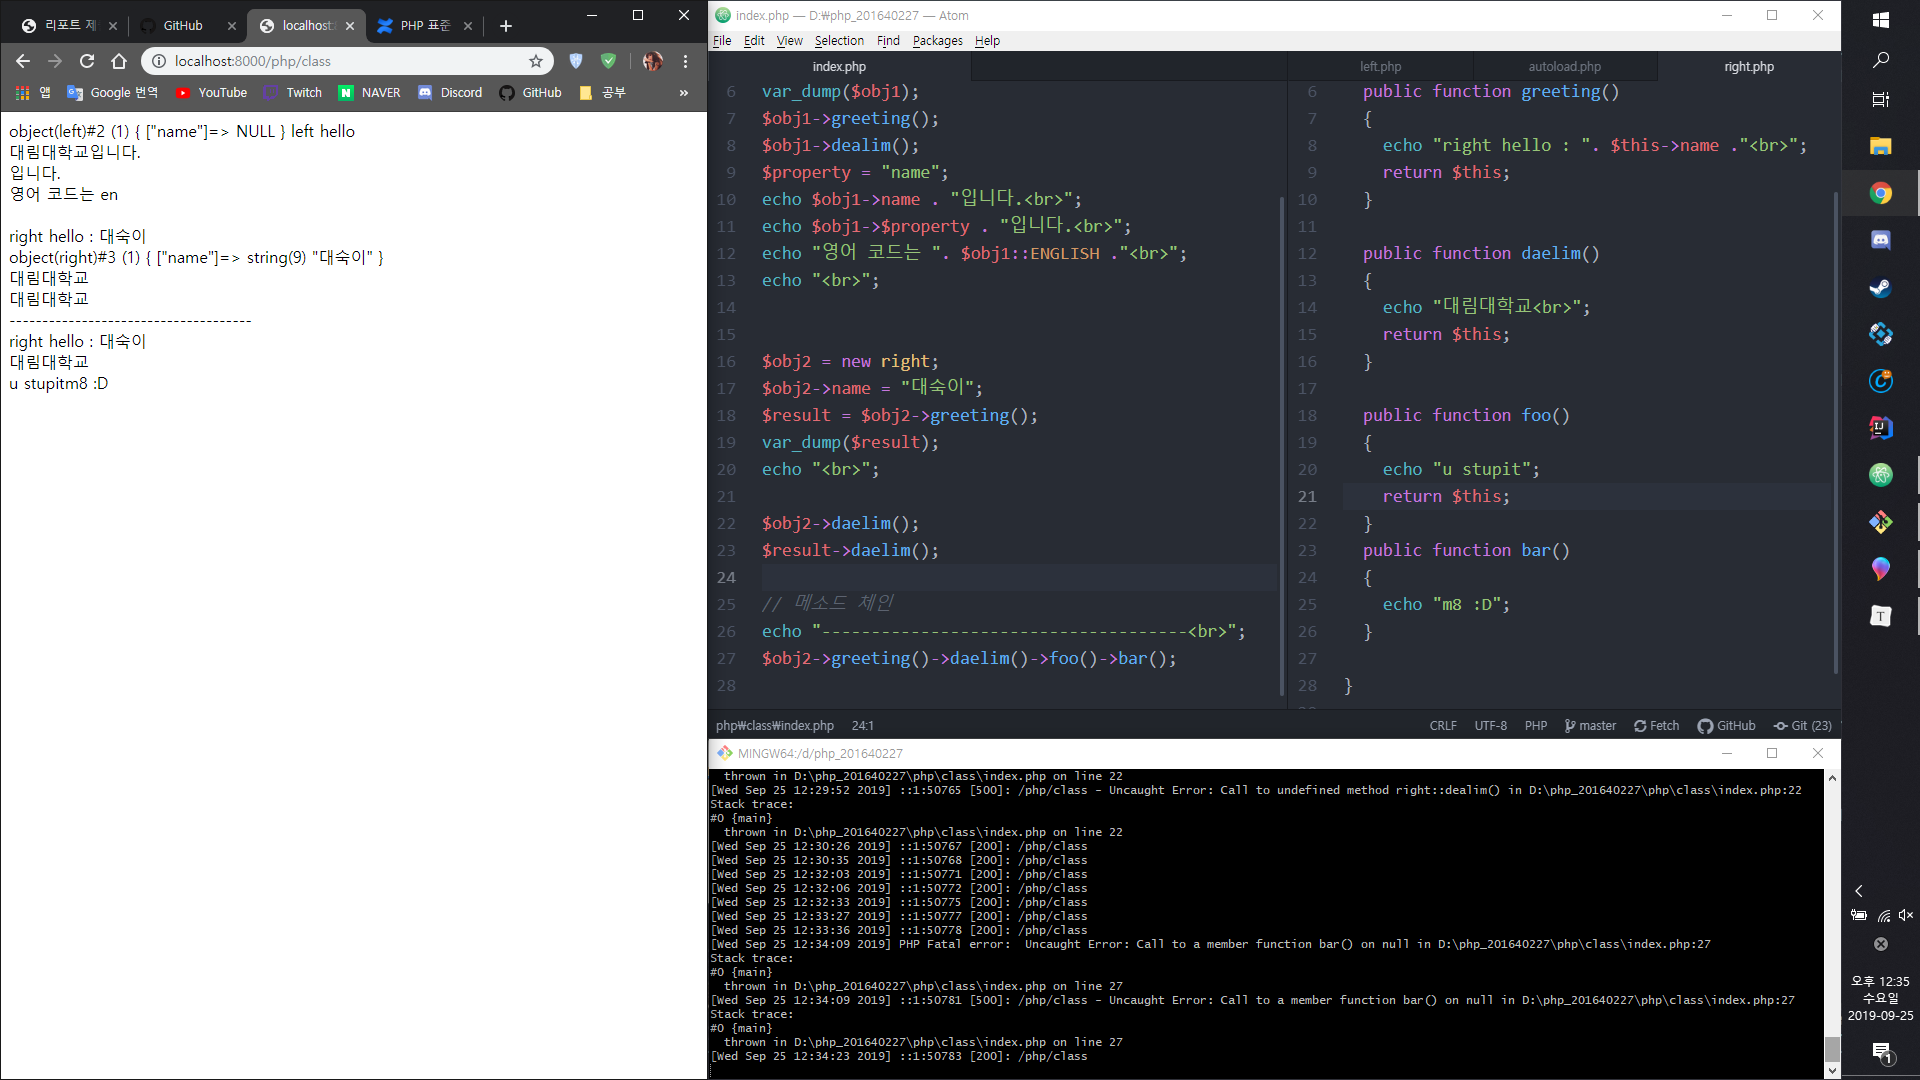 리포트 제
GitHub
localhost:
PHP 표준
localhost:8000/php/class
앱
Google 번역
YouTube
Twitch
NAVER
Discord
GitHub
공부
»
object(left)#2 (1) { ["name"]=> NULL } left hello
대림대학교입니다.
입니다.
영어 코드는 en
right hello : 대숙이
object(right)#3 (1) { ["name"]=> string(9) "대숙이" }
대림대학교
대림대학교
-------------------------------------
right hello : 대숙이
대림대학교
u stupitm8 :D
index.php — D:₩php_201640227 — Atom
File Edit View Selection Find Packages Help
index.php
6 var_dump($obj1);
7 $obj1->greeting();
8 $obj1->dealim();
9 $property = "name";
10 echo $obj1->name . "입니다.<br>";
11 echo $obj1->$property . "입니다.<br>";
12 echo "영어 코드는 ". $obj1::ENGLISH ."<br>";
13 echo "<br>";
14
15
16 $obj2 = new right;
17 $obj2->name = "대숙이";
18 $result = $obj2->greeting();
19 var_dump($result);
20 echo "<br>";
21
22 $obj2->daelim();
23 $result->daelim();
24
25 // 메소드 체인
26 echo "-------------------------------------<br>";
27 $obj2->greeting()->daelim()->foo()->bar();
28
left.php
autoload.php
right.php
6 public function greeting()
7 {
8 echo "right hello : ". $this->name ."<br>";
9 return $this;
10 }
11
12 public function daelim()
13 {
14 echo "대림대학교<br>";
15 return $this;
16 }
17
18 public function foo()
19 {
20 echo "u stupit";
21 return $this;
22 }
23 public function bar()
24 {
25 echo "m8 :D";
26 }
27
28 }
php₩class₩index.php 24:1
CRLF UTF-8 PHP master Fetch GitHub Git (23)
MINGW64:/d/php_201640227
thrown in D:\php_201640227\php\class\index.php on line 22
[Wed Sep 25 12:29:52 2019] ::1:50765 [500]: /php/class - Uncaught Error: Call to undefined method right::dealim() in D:\php_201640227\php\class\index.php:22
Stack trace:
#0 {main}
thrown in D:\php_201640227\php\class\index.php on line 22
[Wed Sep 25 12:30:26 2019] ::1:50767 [200]: /php/class
[Wed Sep 25 12:30:35 2019] ::1:50768 [200]: /php/class
[Wed Sep 25 12:32:03 2019] ::1:50771 [200]: /php/class
[Wed Sep 25 12:32:06 2019] ::1:50772 [200]: /php/class
[Wed Sep 25 12:32:33 2019] ::1:50775 [200]: /php/class
[Wed Sep 25 12:33:27 2019] ::1:50777 [200]: /php/class
[Wed Sep 25 12:33:36 2019] ::1:50778 [200]: /php/class
[Wed Sep 25 12:34:09 2019] PHP Fatal error:  Uncaught Error: Call to a member function bar() on null in D:\php_201640227\php\class\index.php:27
Stack trace:
#0 {main}
thrown in D:\php_201640227\php\class\index.php on line 27
[Wed Sep 25 12:34:09 2019] ::1:50781 [500]: /php/class - Uncaught Error: Call to a member function bar() on null in D:\php_201640227\php\class\index.php:27
Stack trace:
#0 {main}
thrown in D:\php_201640227\php\class\index.php on line 27
[Wed Sep 25 12:34:23 2019] ::1:50783 [200]: /php/class
IJ
T
오후 12:35
수요일
2019-09-25
1